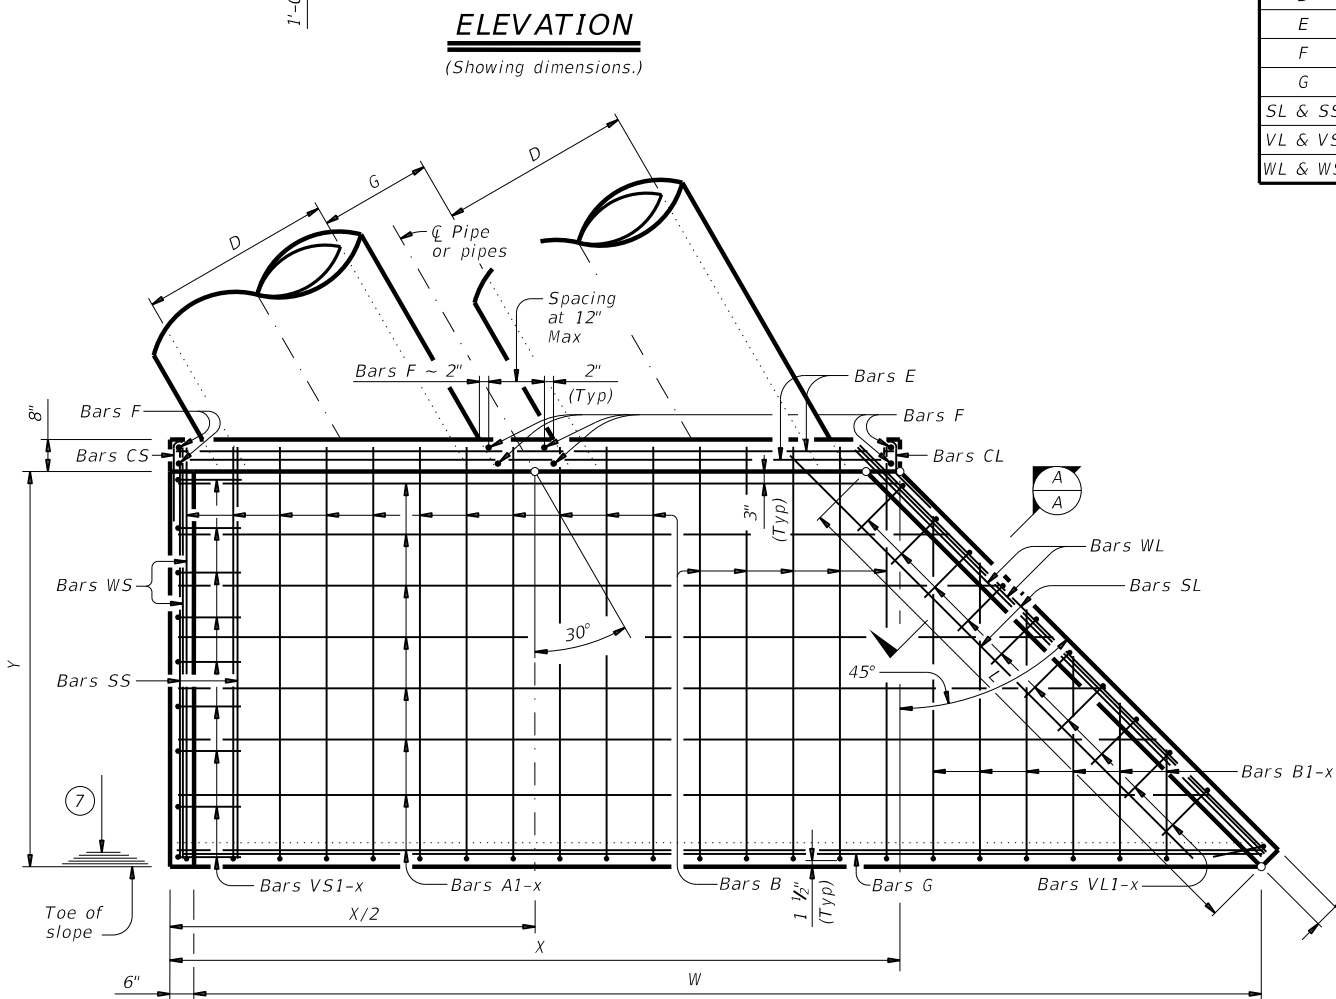 ELEVATION
(Showing dimensions.)
E
F
G
SL & SS
VL & VS
WL & WS
D
G
D
℄ Pipe
or pipes
Spacing
at 12"
Max
Bars F ~ 2"
2"
(Typ)
Bars E
8"
Bars F
Bars F
Bars CS
Bars CL
A
A
3"
(Typ)
Bars WL
Bars WS
Bars SL
30°
Y
Bars SS
45°
Bars B1-x
7
Bars VS1-x
Bars A1-x
Bars B
1 ½"
(Typ)
Bars G
Bars VL1-x
Toe of
slope
X/2
X
6"
W